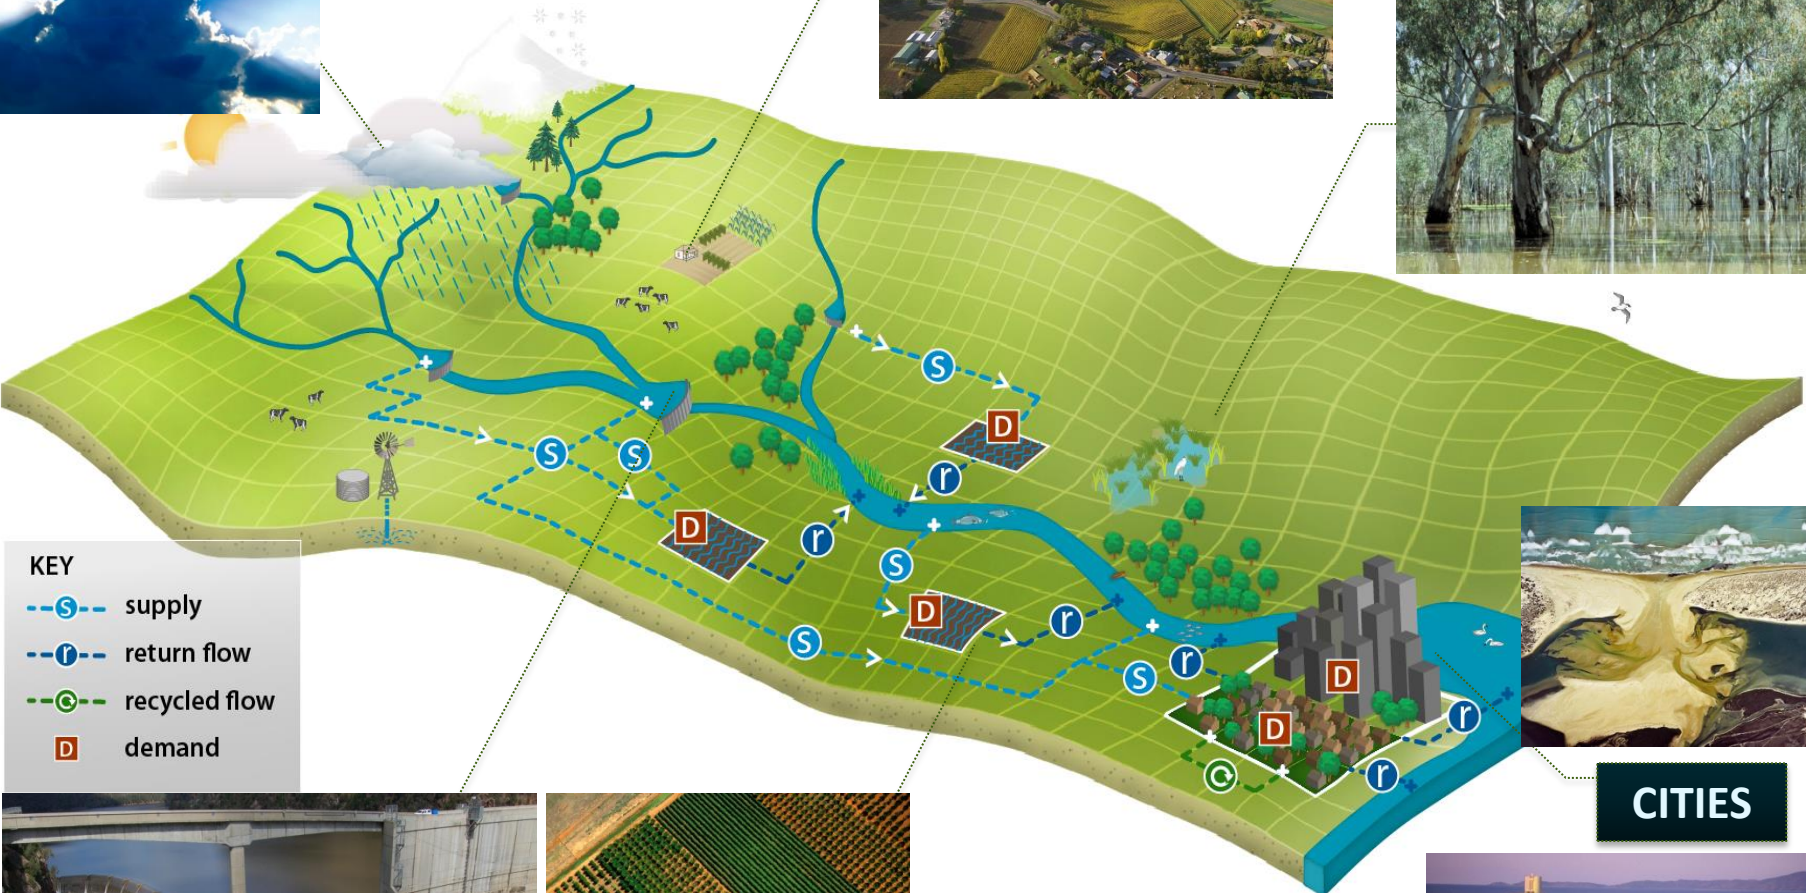 S
D
r
S
S
D
r
S
D
r
S
S
r
D
D
r
r
KEY
S supply
r return flow
recycled flow
D demand
CITIES